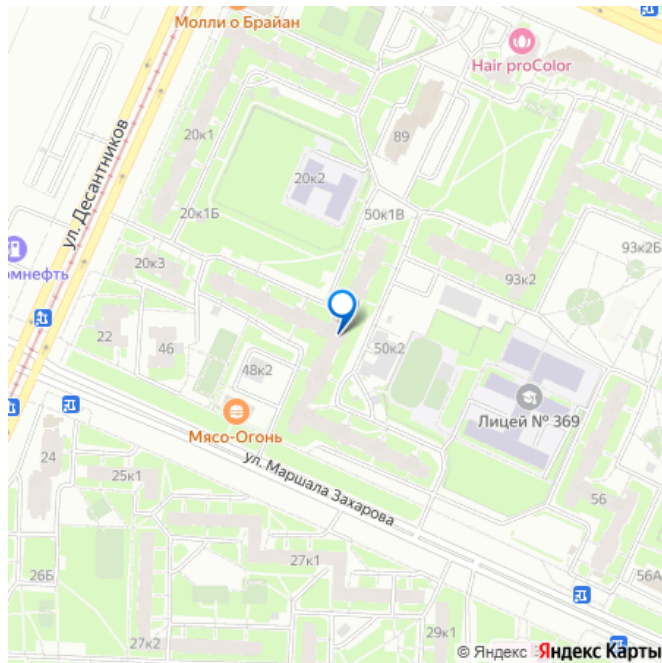 Молли о Брайан
Hair proColor
ул. Десантников
20к1
89
20к2
20к1Б
50к1В
93к2Б
20к3
93к2
омнефть
22
46
50к2
48к2
Лицей № 369
Мясо-Огонь
ул. Маршала Захарова
24
25к1
56
27к1
26Б
56А
29к1
27к2
© Яндекс Яндекс Карты